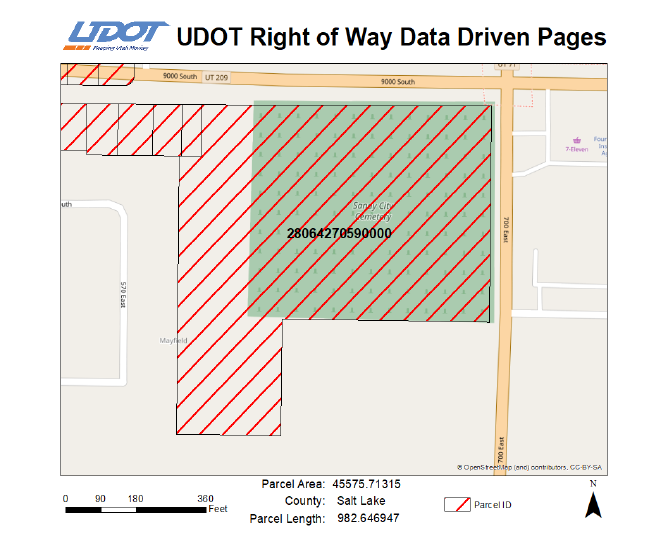 UDOT
Keeping Utah Moving
UDOT Right of Way Data Driven Pages
UT 71
9000 South
UT 209
9000 South
7-Eleven
Four
Ins
Ag
Sandy City
Cemetery
28064270590000
uth
700 East
570 East
Mayfield
700 East
© OpenStreetMap (and) contributors, CC-BY-SA
Parcel Area: 45575.71315
County: Salt Lake
Parcel Length: 982.646947
0 90 180 360
Feet
Parcel ID
N